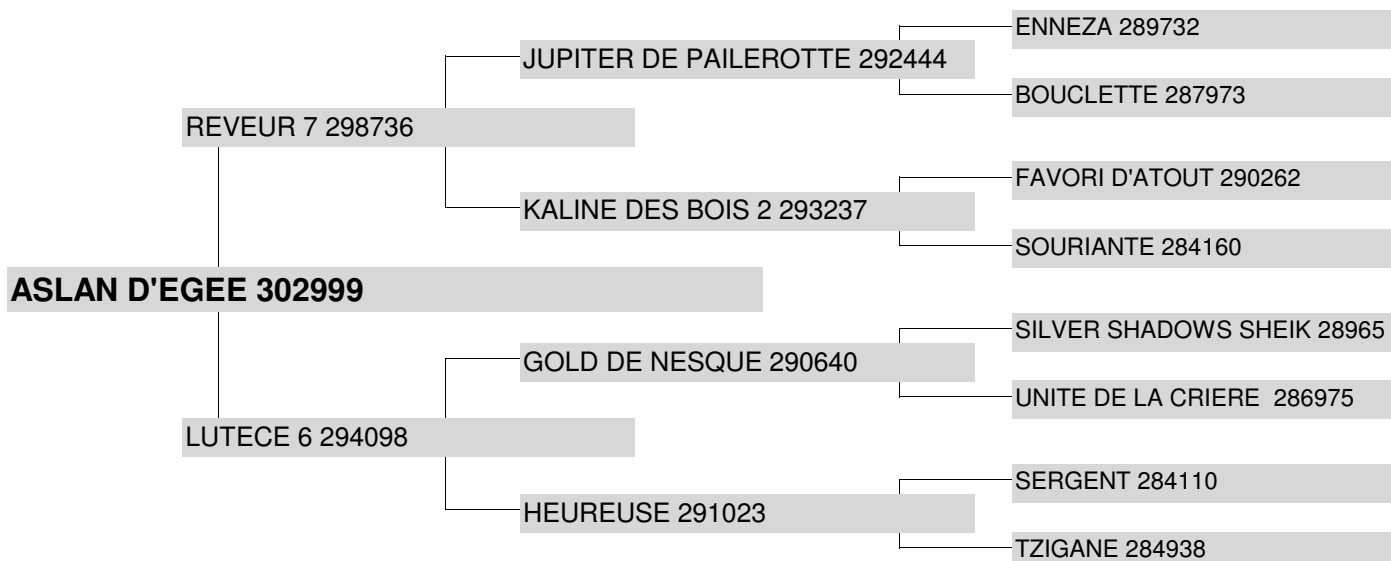 ENNEZA 289732
JUPITER DE PAILEROTTE 292444
BOUCLETTE 287973
REVEUR 7 298736
FAVORI D'ATOUT 290262
KALINE DES BOIS 2 293237
SOURIANTE 284160
ASLAN D'EGEE 302999
SILVER SHADOWS SHEIK 28965
GOLD DE NESQUE 290640
UNITE DE LA CRIERE 286975
LUTECE 6 294098
SERGENT 284110
HEUREUSE 291023
TZIGANE 284938